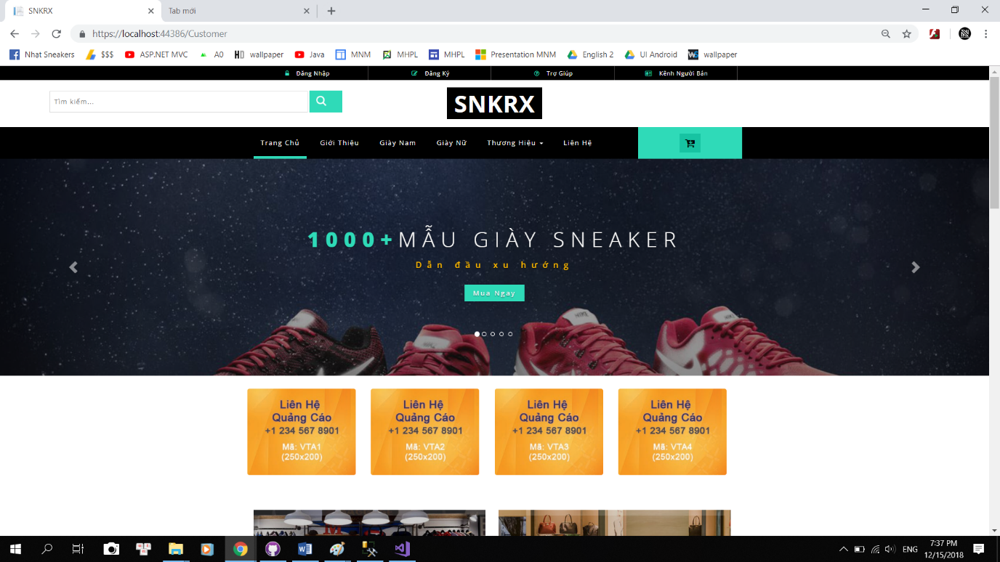 SNKRX
Tab mới
https://localhost:44386/Customer
Nhat Sneakers
$$$
ASP.NET MVC
A0
wallpaper
Java
MNM
MHPL
MHPL
Presentation MNM
English 2
UI Android
wallpaper
Đăng Nhập
Đăng Ký
Trợ Giúp
Kênh Người Bán
Tìm kiếm...
SNKRX
Trang Chủ
Giới Thiệu
Giày Nam
Giày Nữ
Thương Hiệu
Liên Hệ
1000+MẪU GIÀY SNEAKER
Dẫn đầu xu hướng
Mua Ngay
Liên Hệ
Quảng Cáo
+1 234 567 8901
Mã: VTA1
(250x200)
Liên Hệ
Quảng Cáo
+1 234 567 8901
Mã: VTA2
(250x200)
Liên Hệ
Quảng Cáo
+1 234 567 8901
Mã: VTA3
(250x200)
Liên Hệ
Quảng Cáo
+1 234 567 8901
Mã: VTA4
(250x200)
ENG
7:37 PM
12/15/2018